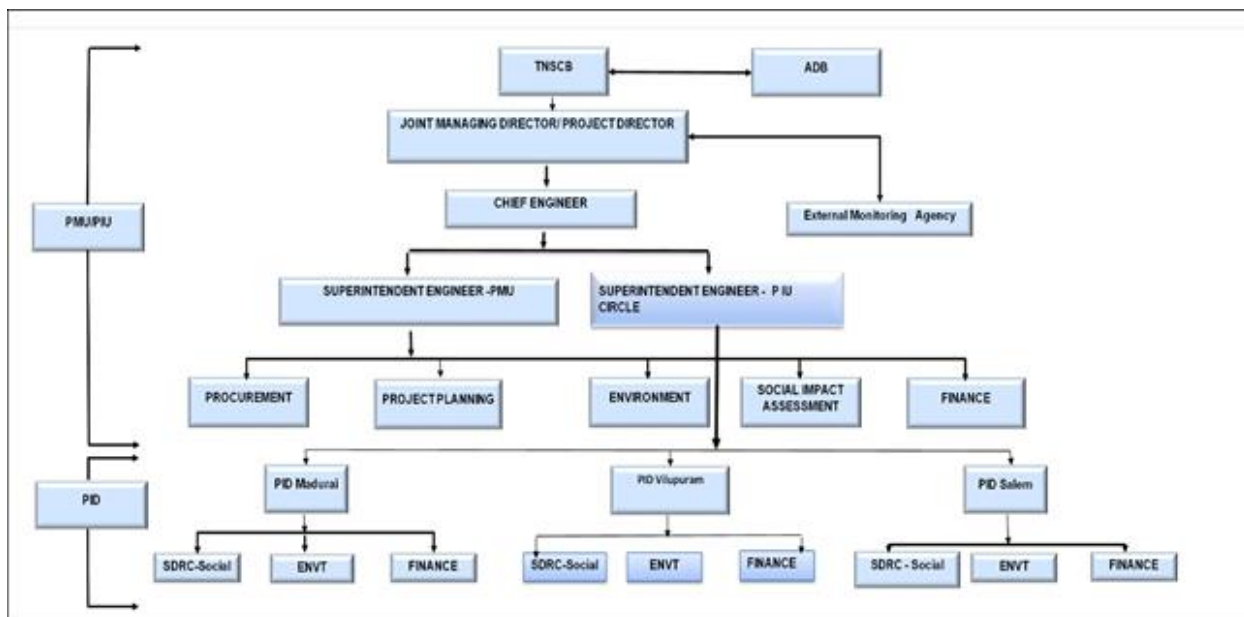 TNSCB
ADB
JOINT MANAGING DIRECTOR/ PROJECT DIRECTOR
CHIEF ENGINEER
PMU/PIU
External Monitoring Agency
SUPERINTENDENT ENGINEER -PMU
SUPERINTENDENT ENGINEER - P IU
CIRCLE
PROCUREMENT
PROJECT PLANNING
ENVIRONMENT
SOCIAL IMPACT
ASSESSMENT
FINANCE
PID
PID Madurai
PID Vilupuram
PID Salem
SDRC-Social
ENVT
FINANCE
SDRC-Social
ENVT
FINANCE
SDRC - Social
ENVT
FINANCE